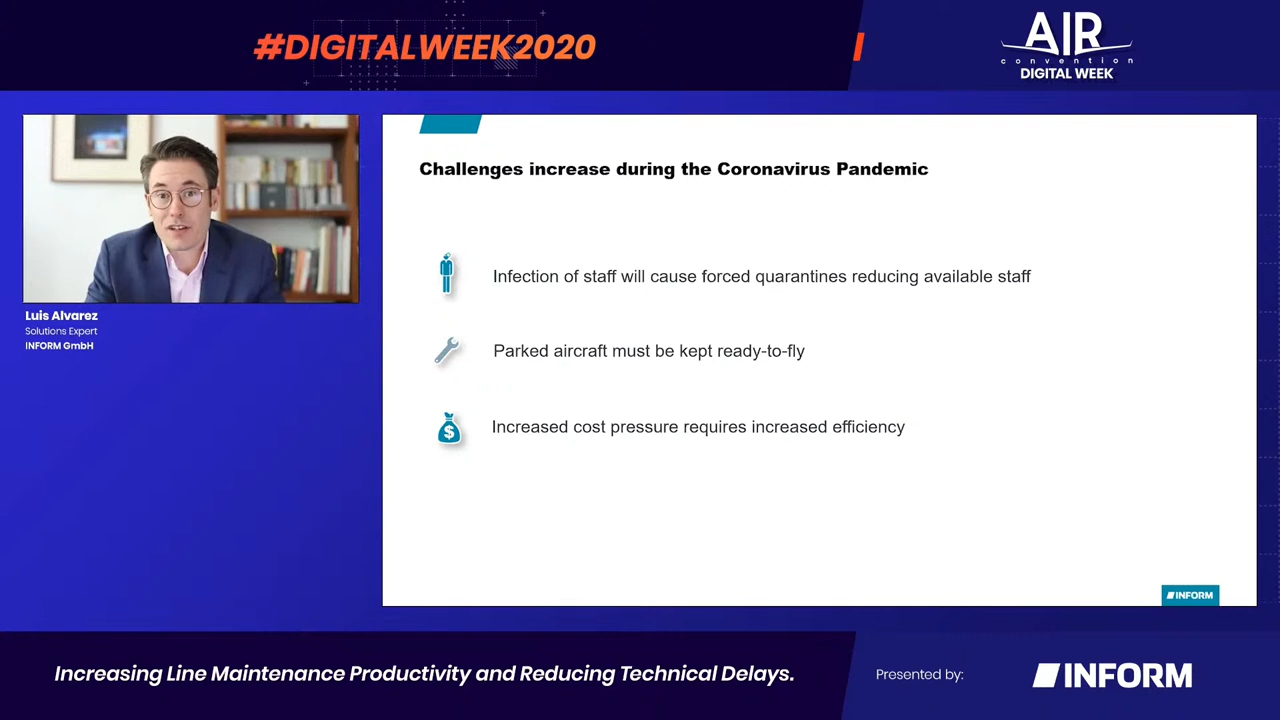 #DIGITALWEEK2020
AIR
convention
DIGITAL WEEK
Luis Alvarez
Solutions Expert
INFORM GmbH
Challenges increase during the Coronavirus Pandemic
Infection of staff will cause forced quarantines reducing available staff
Parked aircraft must be kept ready-to-fly
$
Increased cost pressure requires increased efficiency
INFORM
Increasing Line Maintenance Productivity and Reducing Technical Delays.
Presented by:
INFORM